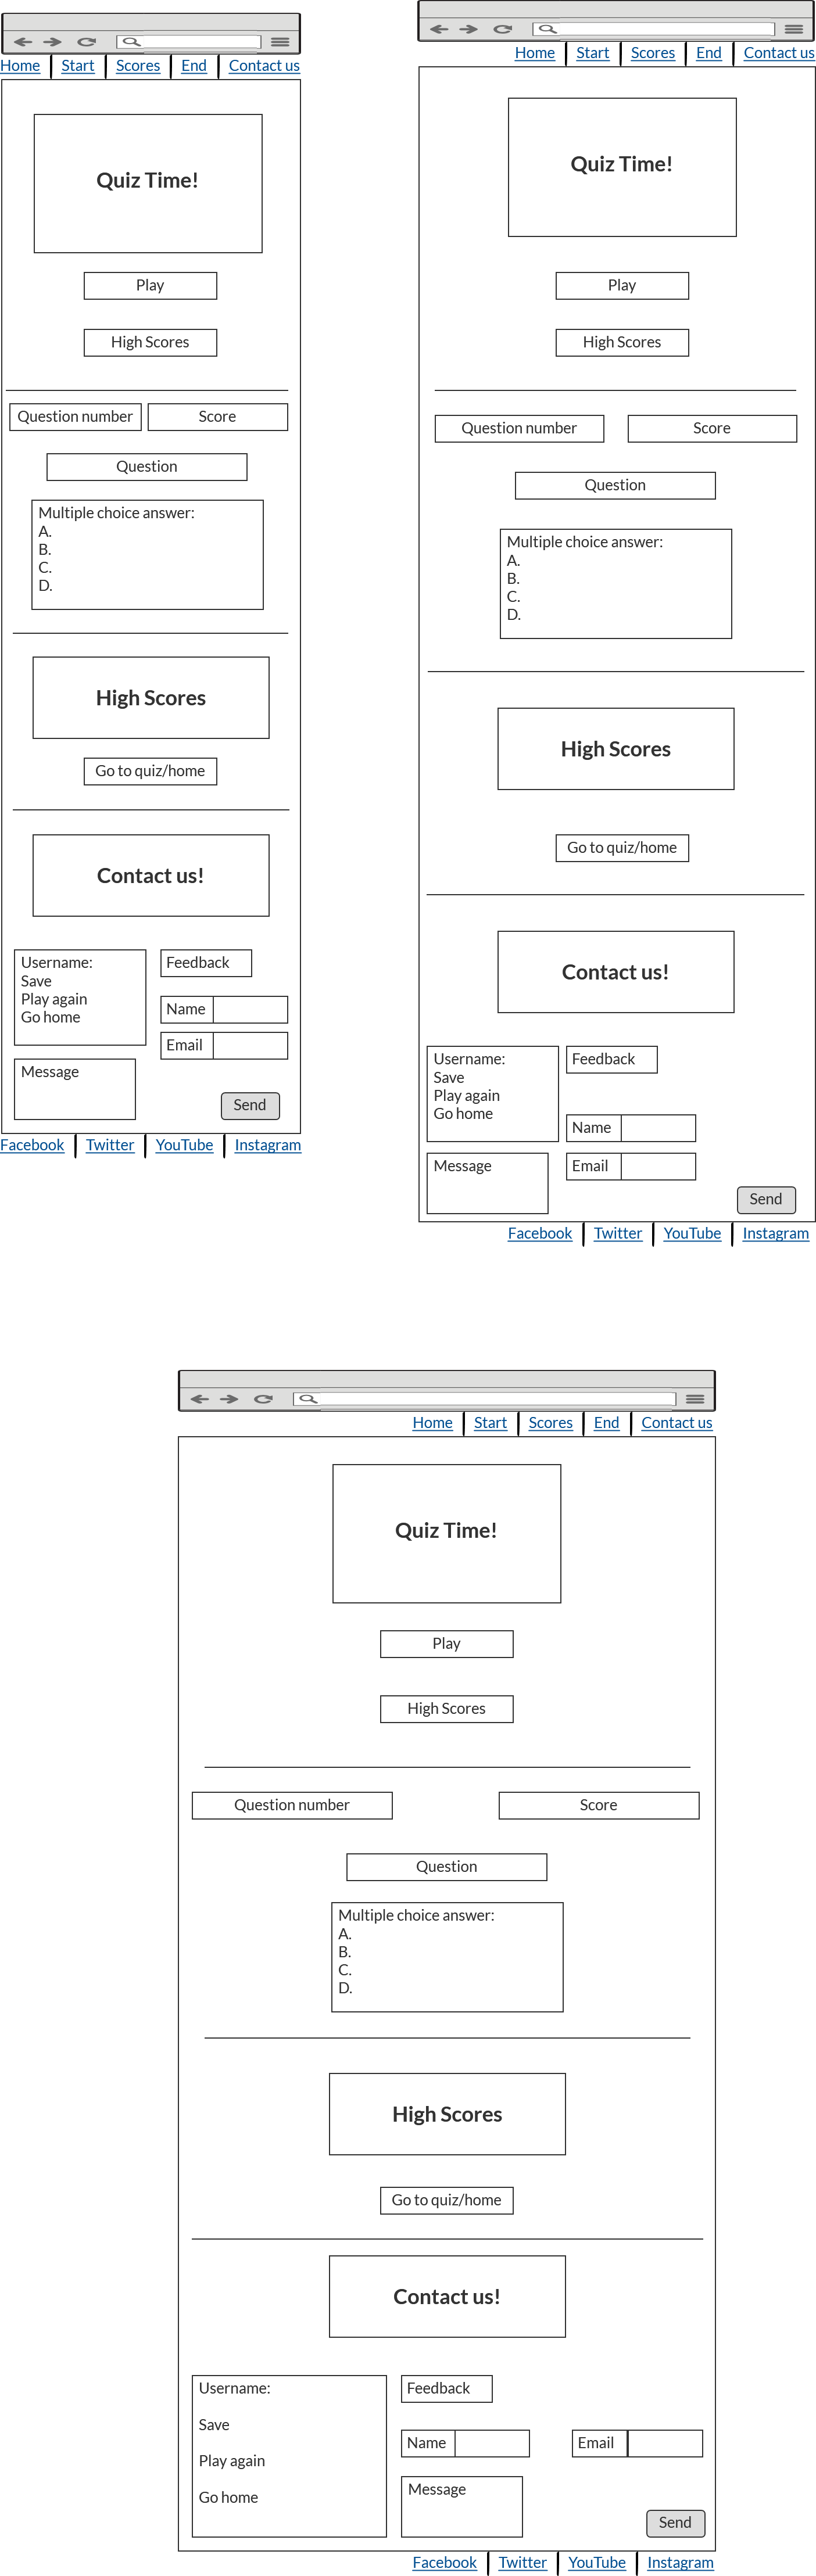 Home Start Scores End Contact us
Quiz Time!
Play
High Scores
Question number Score
Question
Multiple choice answer:
A.
B.
C.
D.
High Scores
Go to quiz/home
Contact us!
Username:
Save
Play again
Go home
Feedback
Name
Email
Message
Send
Facebook Twitter YouTube Instagram
Home Start Scores End Contact us
Quiz Time!
Play
High Scores
Question number Score
Question
Multiple choice answer:
A.
B.
C.
D.
High Scores
Go to quiz/home
Contact us!
Username:
Save
Play again
Go home
Feedback
Name
Email
Message
Send
Facebook Twitter YouTube Instagram
Home Start Scores End Contact us
Quiz Time!
Play
High Scores
Question number Score
Question
Multiple choice answer:
A.
B.
C.
D.
High Scores
Go to quiz/home
Contact us!
Username:
Save
Play again
Go home
Feedback
Name Email
Message
Send
Facebook Twitter YouTube Instagram